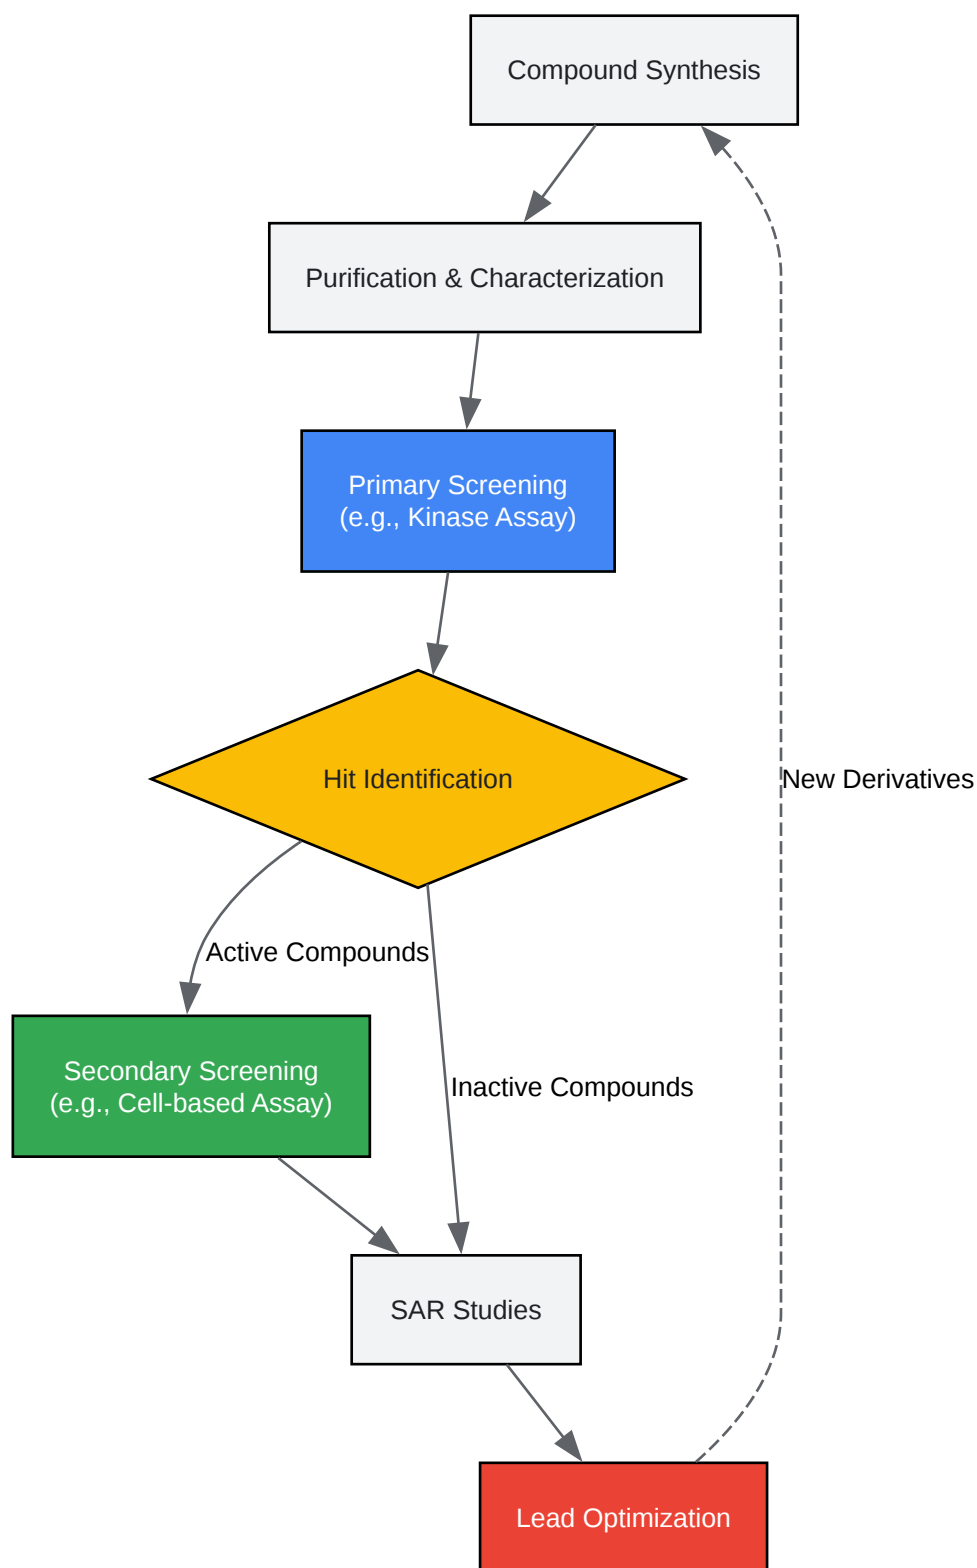 Compound Synthesis
Purification & Characterization
Primary Screening
(e.g., Kinase Assay)
Hit Identification
New Derivatives
Active Compounds
Secondary Screening
(e.g., Cell-based Assay)
Inactive Compounds
SAR Studies
Lead Optimization